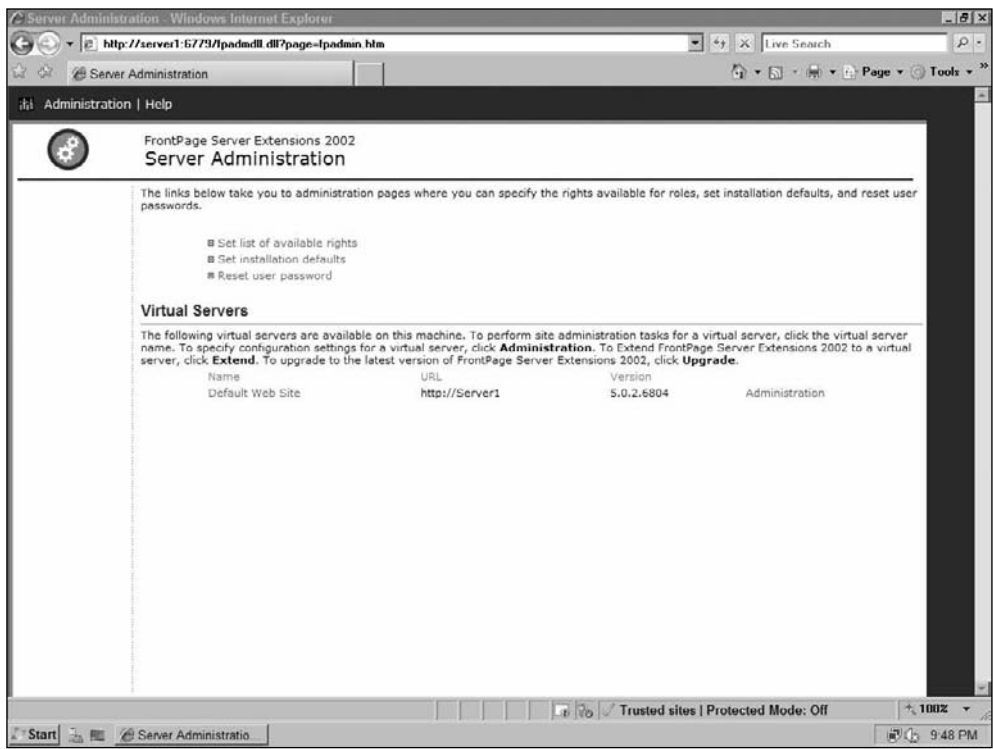 Server Administration - Windows Internet Explorer
http://server1:6779/fpadmdll.dll?page=fpadmin.htm
Live Search
Server Administration
Page
Tools
»
Administration | Help
FrontPage Server Extensions 2002
Server Administration
The links below take you to administration pages where you can specify the rights available for roles, set installation defaults, and reset user
passwords.
Set list of available rights
Set installation defaults
Reset user password
Virtual Servers
The following virtual servers are available on this machine. To perform site administration tasks for a virtual server, click the virtual server
name. To specify configuration settings for a virtual server, click Administration. To Extend FrontPage Server Extensions 2002 to a virtual
server, click Extend. To upgrade to the latest version of FrontPage Server Extensions 2002, click Upgrade.
Name URL Version
Default Web Site http://Server1 5.0.2.6804 Administration
Trusted sites | Protected Mode: Off
100%
Start
Server Administratio...
9:48 PM